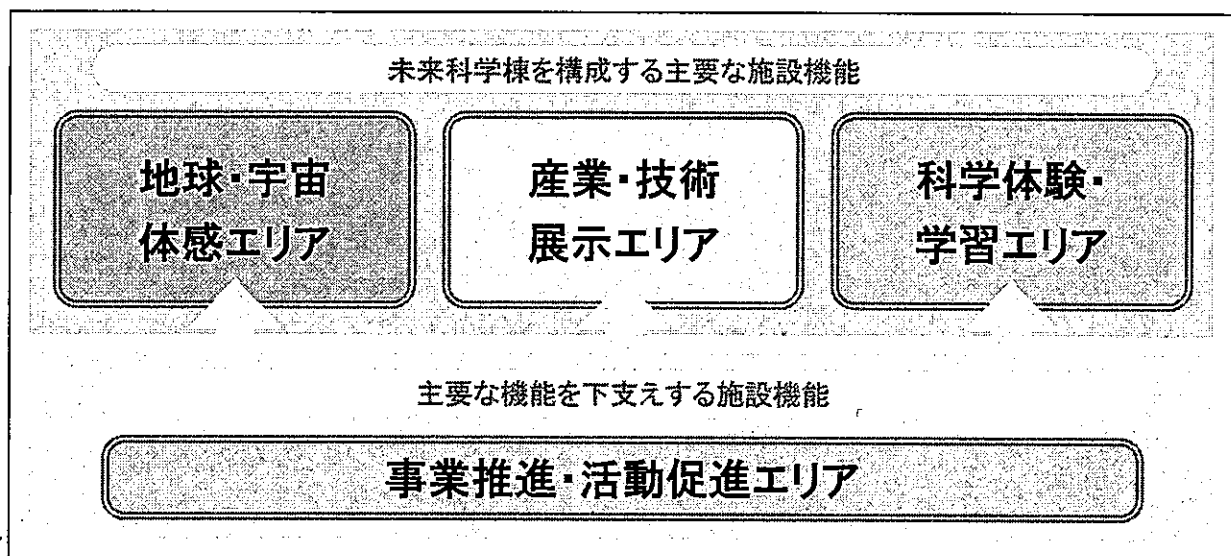 未来科学棟を構成する主要な施設機能
地球・宇宙
体感エリア
産業・技術
展示エリア
科学体験・
学習エリア
主要な機能を下支えする施設機能
事業推進・活動促進エリア